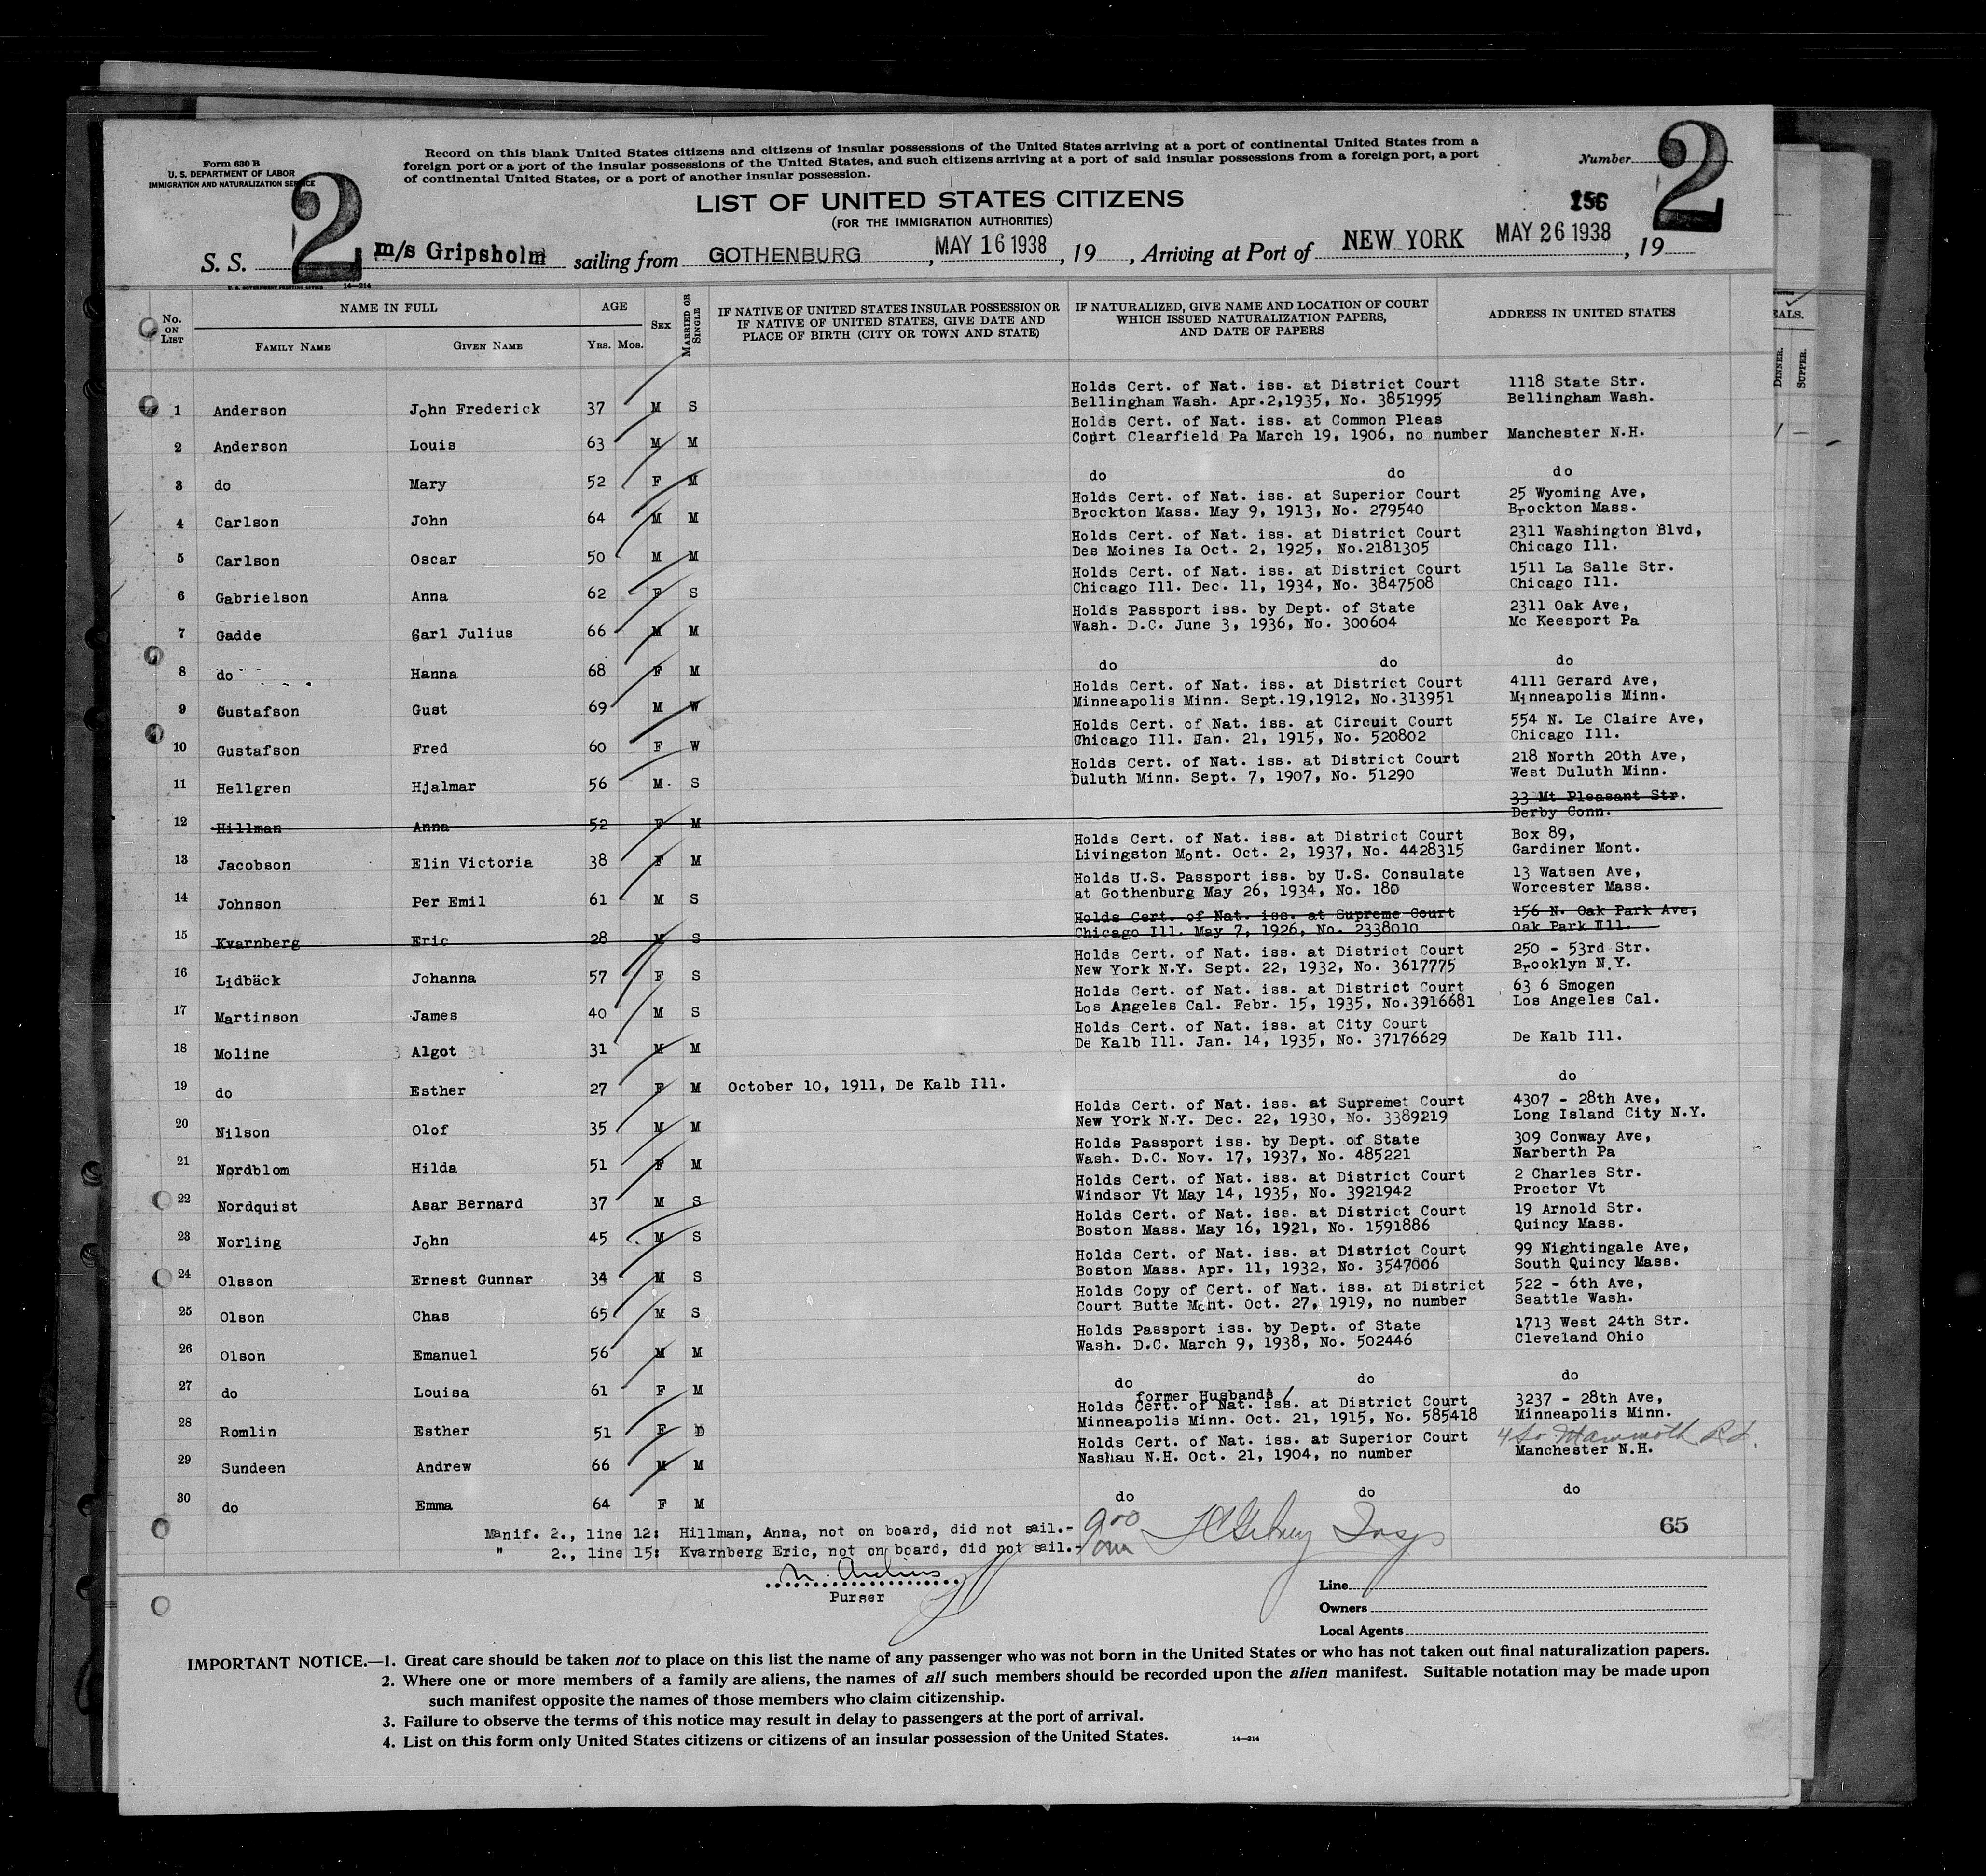 Form 630 B
U. S. DEPARTMENT OF LABOR
IMMIGRATION AND NATURALIZATION SERVICE
Record on this blank United States citizens and citizens of insular possessions of the United States arriving at a port of continental United States from a
foreign port or a port of the insular possessions of the United States, and such citizens arriving at a port of said insular possessions from a foreign port, a port
of continental United States, or a port of another insular possession.
Number
2
2
LIST OF UNITED STATES CITIZENS
(FOR THE IMMIGRATION AUTHORITIES)
156
S. S. m/s Gripsholm sailing from GOTHENBURG, MAY 16 1938, 19 , Arriving at Port of NEW YORK MAY 26 1938, 19
U. S. GOVERNMENT PRINTING OFFICE 14—314
No. ON LIST
NAME IN FULL
FAMILY NAME GIVEN NAME
AGE
YRS. MOS.
SEX
MARRIED OR SINGLE
IF NATIVE OF UNITED STATES INSULAR POSSESSION OR
IF NATIVE OF UNITED STATES, GIVE DATE AND
PLACE OF BIRTH (CITY OR TOWN AND STATE)
IF NATURALIZED, GIVE NAME AND LOCATION OF COURT
WHICH ISSUED NATURALIZATION PAPERS,
AND DATE OF PAPERS
ADDRESS IN UNITED STATES
EALS.
DINNER.
SUPPER.
Holds Cert. of Nat. iss. at District Court 1118 State Str.
1 Anderson John Frederick 37 M S Bellingham Wash. Apr.2,1935, No. 3851995 Bellingham Wash.
Holds Cert. of Nat. iss. at Common Pleas
2 Anderson Louis 63 M M Court Clearfield Pa March 19, 1906, no number Manchester N.H.
3 do Mary 52 F M do do do
Holds Cert. of Nat. iss. at Superior Court 25 Wyoming Ave,
4 Carlson John 64 M M Brockton Mass. May 9, 1913, No. 279540 Brockton Mass.
Holds Cert. of Nat. iss. at District Court 2311 Washington Blvd,
5 Carlson Oscar 50 M M Des Moines Ia Oct. 2, 1925, No.2181305 Chicago Ill.
Holds Cert. of Nat. iss. at District Court 1511 La Salle Str.
6 Gabrielson Anna 62 F S Chicago Ill. Dec. 11, 1934, No. 3847508 Chicago Ill.
Holds Passport iss. by Dept. of State 2311 Oak Ave,
7 Gadde Carl Julius 66 M M Wash. D.C. June 3, 1936, No. 300604 Mc Keesport Pa
8 do Hanna 68 F M do do do
Holds Cert. of Nat. iss. at District Court 4111 Gerard Ave,
9 Gustafson Gust 69 M W Minneapolis Minn. Sept.19,1912, No.313951 Minneapolis Minn.
Holds Cert. of Nat. iss. at Circuit Court 554 N. Le Claire Ave,
10 Gustafson Fred 60 F W Chicago Ill. Jan. 21, 1915, No. 520802 Chicago Ill.
Holds Cert. of Nat. iss. at District Court 218 North 20th Ave,
11 Hellgren Hjalmar 56 M. S Duluth Minn. Sept. 7, 1907, No. 51290 West Duluth Minn.
33 Mt Pleasant Str.
12 Hillman Anna 52 F M Derby Conn.
Holds Cert. of Nat. iss. at District Court Box 89,
13 Jacobson Elin Victoria 38 F M Livingston Mont. Oct. 2, 1937, No. 4428315 Gardiner Mont.
Holds U.S. Passport iss. by U.S. Consulate 13 Watsen Ave,
14 Johnson Per Emil 61 M S at Gothenburg May 26, 1934, No. 180 Worcester Mass.
Holds Cert. of Nat. iss. at Supreme Court 156 N. Oak Park Ave,
15 Kvarnberg Eric 28 M S Chicago Ill. May 7, 1926, No. 2338010 Oak Park Ill.
Holds Cert. of Nat. iss. at District Court 250 - 53rd Str.
16 Lidbäck Johanna 57 F S New York N.Y. Sept. 22, 1932, No. 3617775 Brooklyn N.Y.
Holds Cert. of Nat. iss. at District Court 63 6 Smogen
17 Martinson James 40 M S Los Angeles Cal. Febr. 15, 1935, No.3916681 Los Angeles Cal.
Holds Cert. of Nat. iss. at City Court
18 Moline Algot 31 M M De Kalb Ill. Jan. 14, 1935, No. 37176629 De Kalb Ill.
19 do Esther 27 F M October 10, 1911, De Kalb Ill. do
Holds Cert. of Nat. iss. at Supremet Court 4307 - 28th Ave,
20 Nilson Olof 35 M M New York N.Y. Dec. 22, 1930, No. 3389219 Long Island City N.Y.
Holds Passport iss. by Dept. of State 309 Conway Ave,
21 Nordblom Hilda 51 F M Wash. D.C. Nov. 17, 1937, No. 485221 Narberth Pa
Holds Cert. of Nat. iss. at District Court 2 Charles Str.
22 Nordquist Asar Bernard 37 M S Windsor Vt May 14, 1935, No. 3921942 Proctor Vt
Holds Cert. of Nat. iss. at District Court 19 Arnold Str.
23 Norling John 45 M S Boston Mass. May 16, 1921, No. 1591886 Quincy Mass.
Holds Cert. of Nat. iss. at District Court 99 Nightingale Ave,
24 Olsson Ernest Gunnar 34 M S Boston Mass. Apr. 11, 1932, No. 3547006 South Quincy Mass.
Holds Copy of Cert. of Nat. iss. at District 522 - 6th Ave,
25 Olson Chas 65 M S Court Butte Mont. Oct. 27, 1919, no number Seattle Wash.
Holds Passport iss. by Dept. of State 1713 West 24th Str.
26 Olson Emanuel 56 M M Wash. D.C. March 9, 1938, No. 502446 Cleveland Ohio
27 do Louisa 61 F M do do do
former Husbands
Holds Cert. of Nat. iss. at District Court 3237 - 28th Ave,
28 Romlin Esther 51 F D Minneapolis Minn. Oct. 21, 1915, No. 585418 Minneapolis Minn.
Holds Cert. of Nat. iss. at Superior Court 4 So Mammoth Rd.
29 Sundeen Andrew 66 M M Nashau N.H. Oct. 21, 1904, no number Manchester N.H.
30 do Emma 64 F M do do do
Manif. 2., line 12: Hillman, Anna, not on board, did not sail.-
" 2., line 15: Kvarnberg Eric, not on board, did not sail.-
900 am
65
Purser
Line
Owners
Local Agents
IMPORTANT NOTICE.—1. Great care should be taken not to place on this list the name of any passenger who was not born in the United States or who has not taken out final naturalization papers.
2. Where one or more members of a family are aliens, the names of all such members should be recorded upon the alien manifest. Suitable notation may be made upon
such manifest opposite the names of those members who claim citizenship.
3. Failure to observe the terms of this notice may result in delay to passengers at the port of arrival.
4. List on this form only United States citizens or citizens of an insular possession of the United States. 14—314